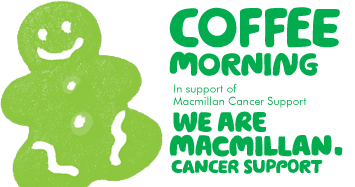 COFFEE
MORNING
In support of
Macmillan Cancer Support
WE ARE
MACMILLAN.
CANCER SUPPORT